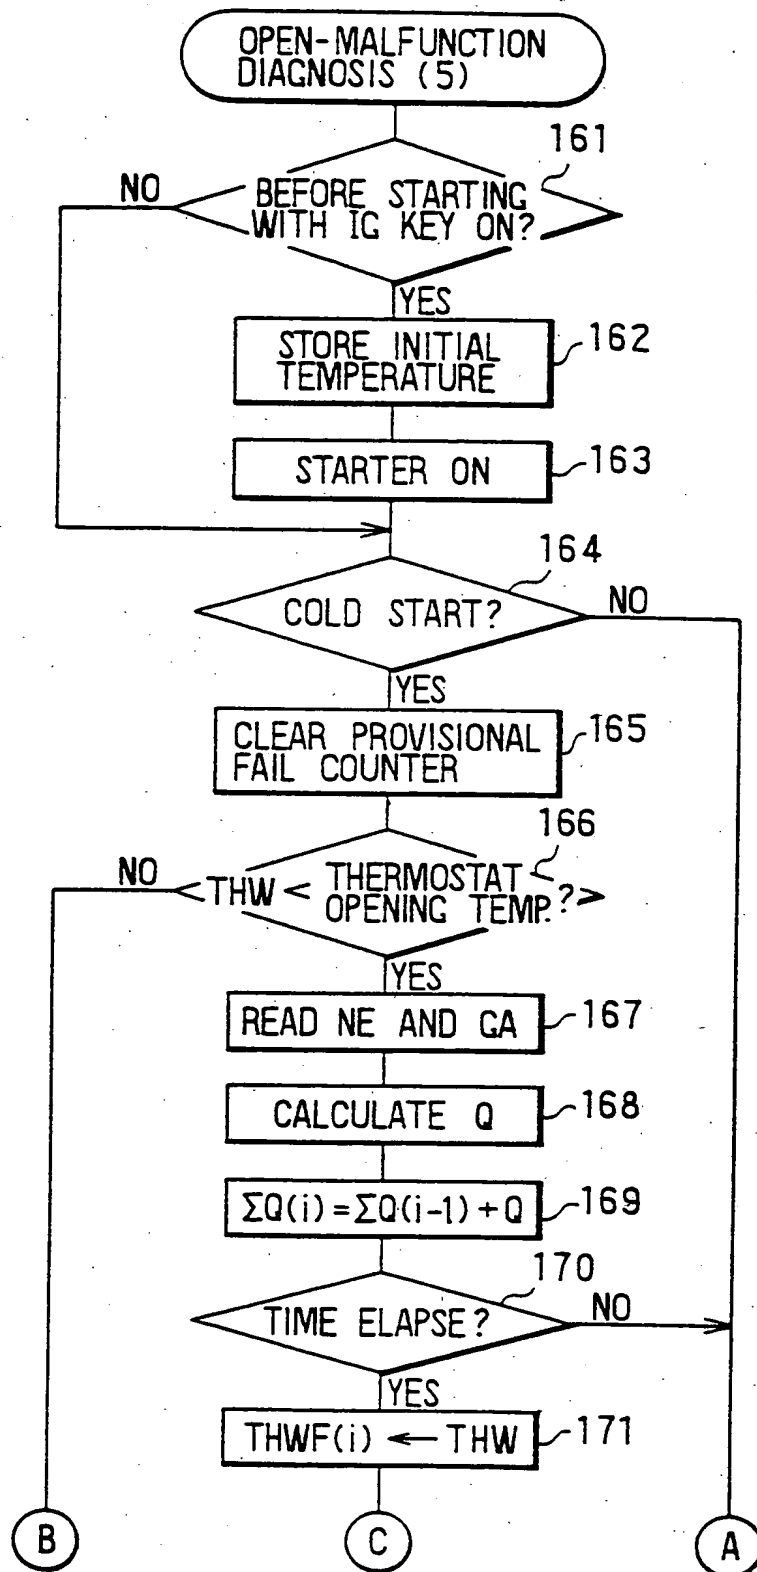 OPEN-MALFUNCTION
DIAGNOSIS (5)
161
NO
BEFORE STARTING
WITH IG KEY ON?
YES
STORE INITIAL
TEMPERATURE
162
STARTER ON
163
164
COLD START?
NO
YES
CLEAR PROVISIONAL
FAIL COUNTER
165
166
NO
THW < THERMOSTAT
OPENING TEMP.?
YES
READ NE AND GA
167
CALCULATE Q
168
ΣQ(i)=ΣQ(i-1)+Q
169
170
TIME ELAPSE?
NO
YES
THWF(i) ← THW
171
B
C
A